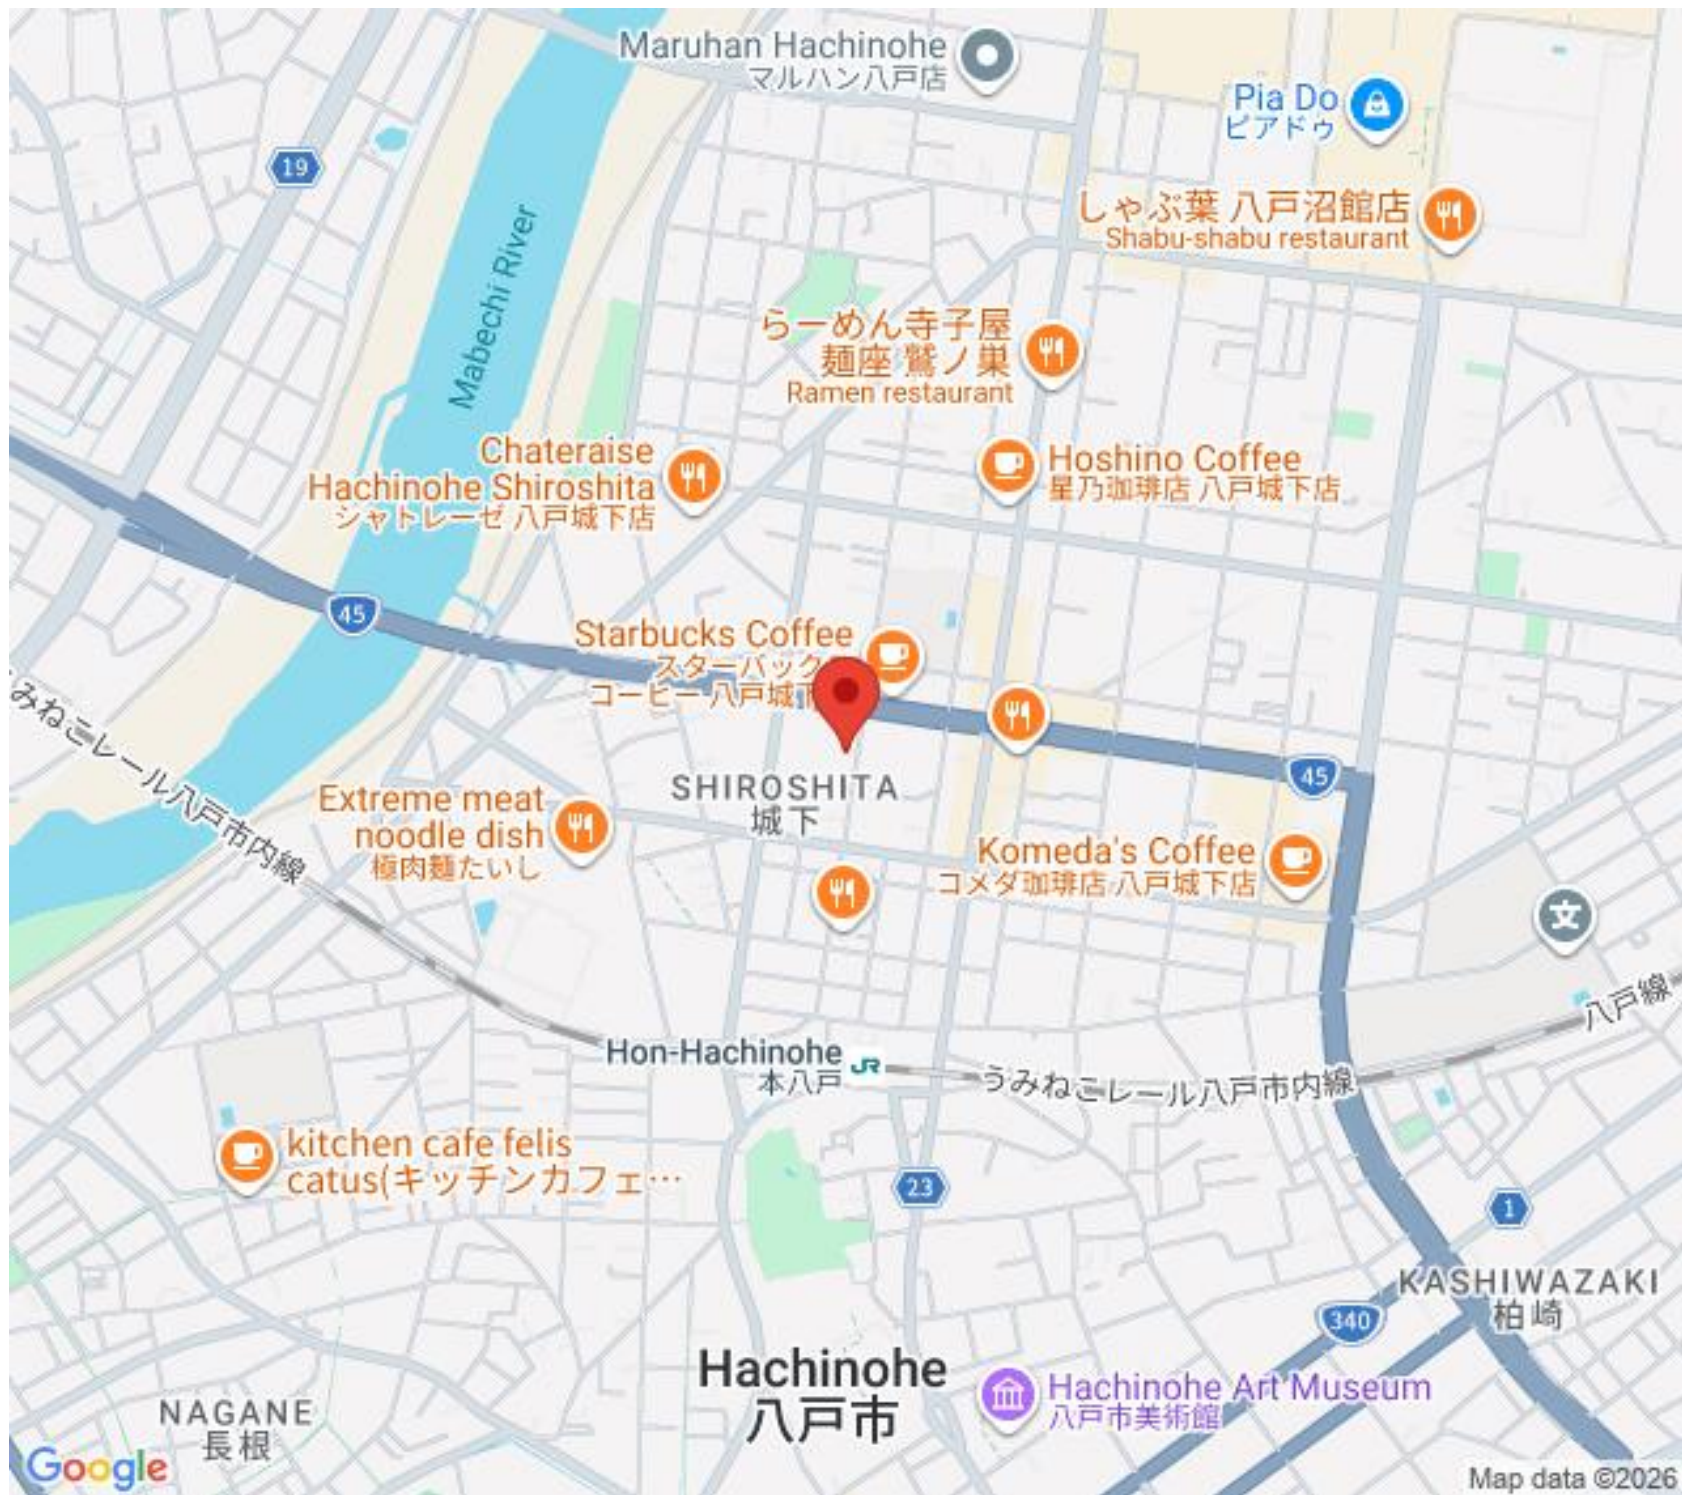 Maruhan Hachinohe
マルハン八戸店
Pia Do
ピアドゥ
19
しゃぶ葉 八戸沼館店
Shabu-shabu restaurant
Mabechi River
らーめん寺子屋
麺座 鷲ノ巣
Ramen restaurant
Chateraise
Hachinohe Shiroshita
シャトレーゼ 八戸城下店
Hoshino Coffee
星乃珈琲店 八戸城下店
45
Starbucks Coffee
スターバック
コーヒー 八戸城下
うみねこレール八戸市内線
SHIROSHITA
城下
45
Extreme meat
noodle dish
極肉麺たいし
Komeda's Coffee
コメダ珈琲店 八戸城下店
文
八戸線
Hon-Hachinohe
本八戸
JR
うみねこレール八戸市内線
kitchen cafe felis
catus(キッチンカフェ…
23
1
KASHIWAZAKI
柏崎
340
Hachinohe
八戸市
Hachinohe Art Museum
八戸市美術館
NAGANE
長根
Google
Map data ©2026